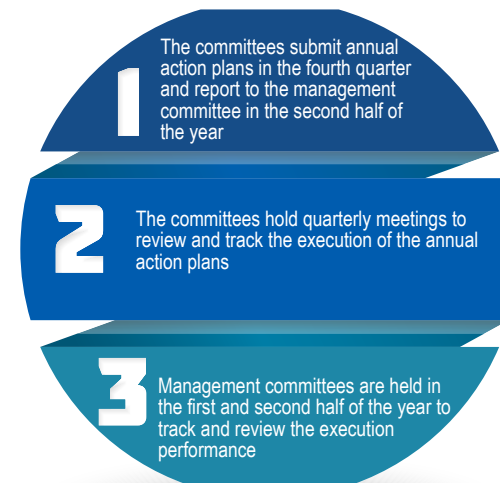 1
The committees submit annual
action plans in the fourth quarter
and report to the management
committee in the second half of
the year
2
The committees hold quarterly meetings to
review and track the execution of the annual
action plans
3
Management committees are held in
the first and second half of the year to
track and review the execution
performance